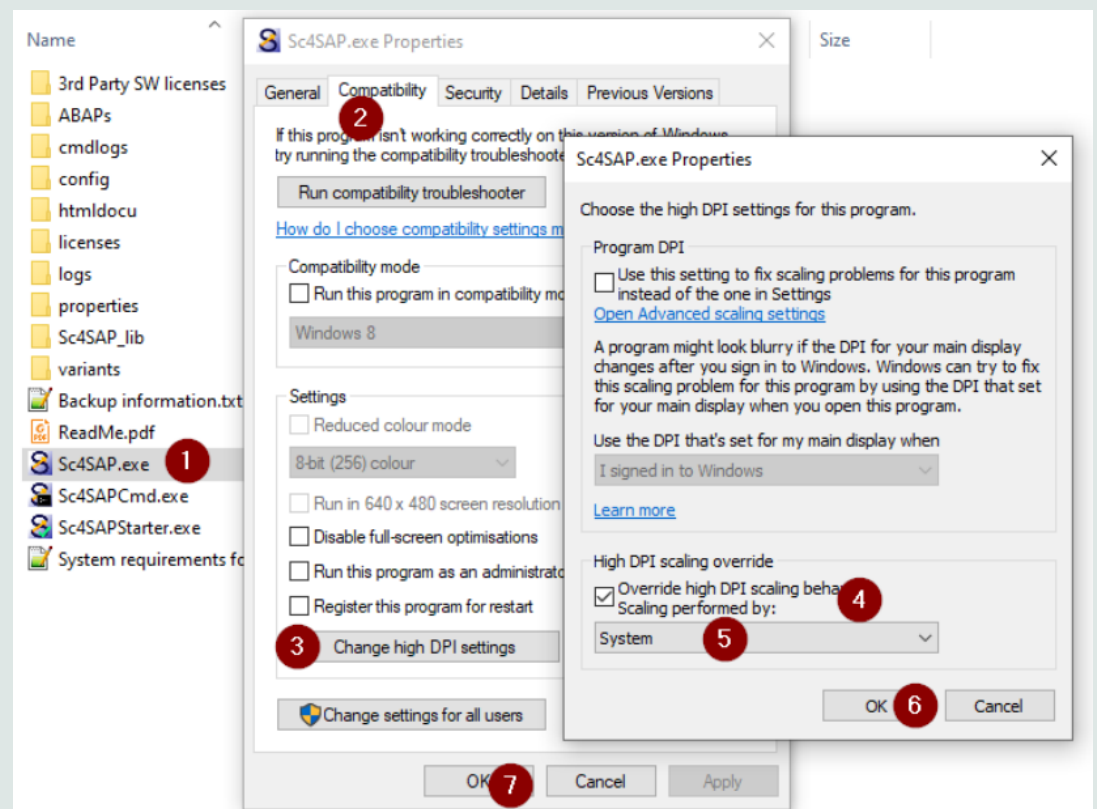 Name
Size
3rd Party SW licenses
ABAPs
cmdlogs
config
htmldocu
licenses
logs
properties
Sc4SAP_lib
variants
Backup information.txt
ReadMe.pdf
Sc4SAP.exe
1
Sc4SAPCmd.exe
Sc4SAPStarter.exe
System requirements fo
Sc4SAP.exe Properties
General Compatibility Security Details Previous Versions
2
If this program isn't working correctly on this version of Windows,
try running the compatibility troubleshoote
Run compatibility troubleshooter
How do I choose compatibility settings m
Compatibility mode
Run this program in compatibility mo
Windows 8
Settings
Reduced colour mode
8-bit (256) colour
Run in 640 x 480 screen resolution
Disable full-screen optimisations
Run this program as an administrato
Register this program for restart
3
Change high DPI settings
Change settings for all users
OK 7 Cancel Apply
Sc4SAP.exe Properties
Choose the high DPI settings for this program.
Program DPI
Use this setting to fix scaling problems for this program
instead of the one in Settings
Open Advanced scaling settings
A program might look blurry if the DPI for your main display
changes after you sign in to Windows. Windows can try to fix
this scaling problem for this program by using the DPI that set
for your main display when you open this program.
Use the DPI that's set for my main display when
I signed in to Windows
Learn more
High DPI scaling override
Override high DPI scaling beha
4
Scaling performed by:
System 5
OK 6 Cancel